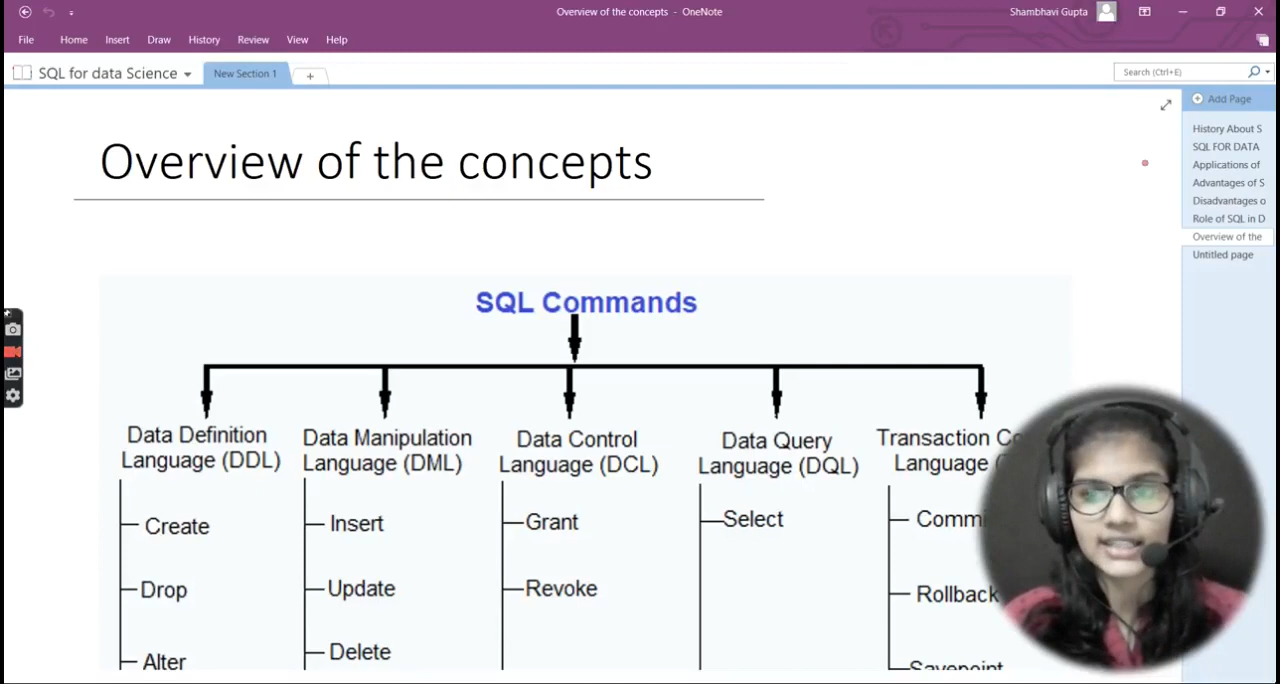 Overview of the concepts - OneNote
Shambhavi Gupta
File Home Insert Draw History Review View Help
SQL for data Science
New Section 1
Search (Ctrl+E)
Add Page
History About S
SQL FOR DATA
Applications of
Advantages of S
Disadvantages o
Role of SQL in D
Overview of the
Untitled page
Overview of the concepts
SQL Commands
Data Definition
Language (DDL)
Create
Drop
Alter
Data Manipulation
Language (DML)
Insert
Update
Delete
Data Control
Language (DCL)
Grant
Revoke
Data Query
Language (DQL)
Select
Transaction Co
Language (
Commi
Rollback
Savepoint